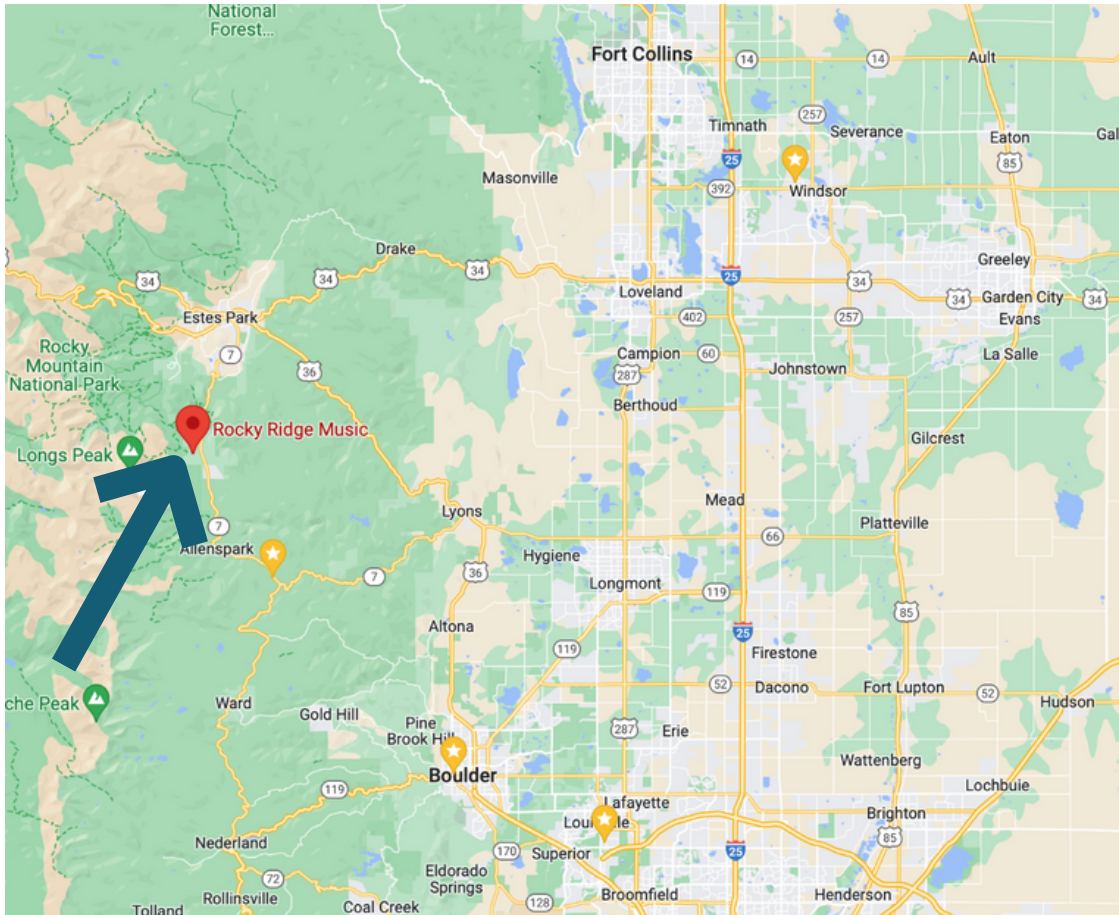 National
Forest...
Fort Collins
14
14
Ault
257
Timnath
Severance
Eaton
Gal
25
85
Masonville
392
Windsor
Drake
34
34
34
Greeley
25
34
Loveland
34
Garden City
34
Estes Park
402
257
Evans
7
Rocky
Mountain
National Park
36
Campion
60
La Salle
287
Johnstown
Berthoud
Rocky Ridge Music
Gilcrest
Longs Peak
Mead
Lyons
7
Platteville
66
Allenspark
Hygiene
7
36
Longmont
119
85
Altona
25
119
Firestone
che Peak
52
Dacono
Fort Lupton
52
Ward
Hudson
Gold Hill
Pine
Brook Hill
287
Erie
Wattenberg
Boulder
119
Lochbuie
Lafayette
Louisville
Brighton
85
Nederland
170
Superior
25
72
Eldorado
Springs
Rollinsville
128
Broomfield
Henderson
Tolland
Coal Creek